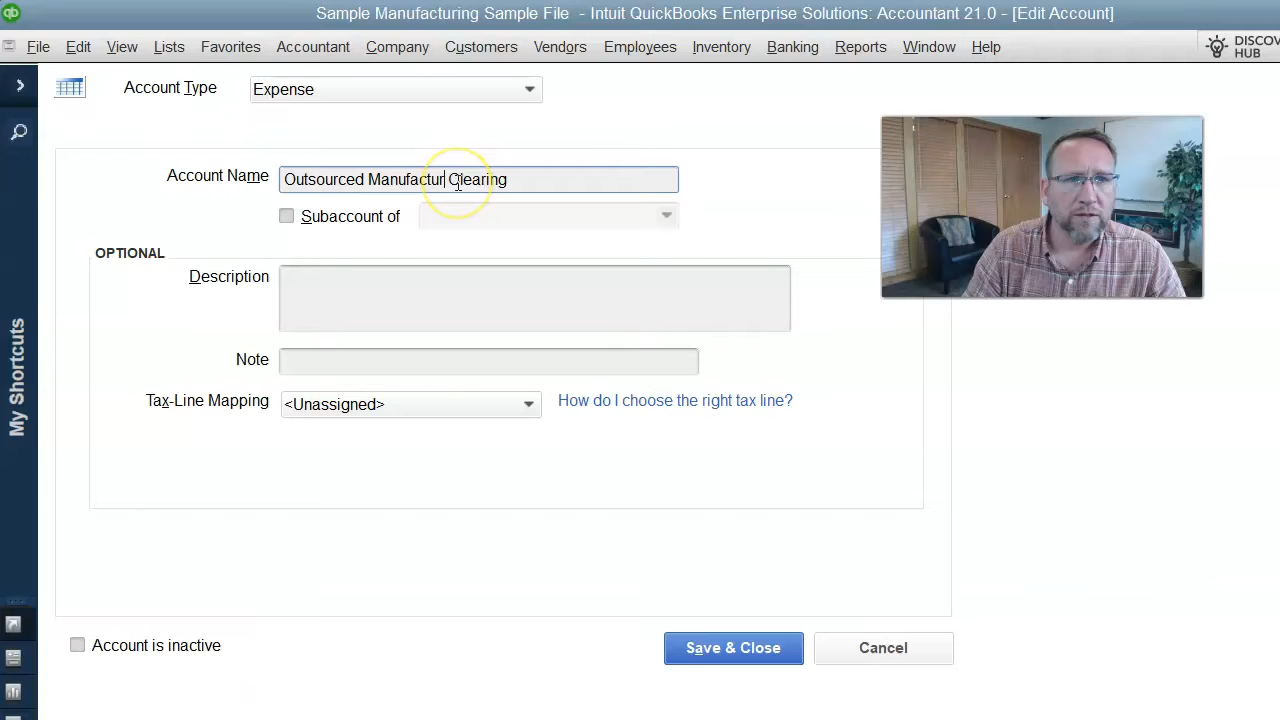 Sample Manufacturing Sample File - Intuit QuickBooks Enterprise Solutions: Accountant 21.0 - [Edit Account]
File Edit View Lists Favorites Accountant Company Customers Vendors Employees Inventory Banking Reports Window Help
DISCOV
HUB
Account Type Expense
Account Name Outsourced Manufactur Clearing
Subaccount of
OPTIONAL
Description
Note
Tax-Line Mapping <Unassigned> How do I choose the right tax line?
My Shortcuts
Account is inactive Save & Close Cancel
qb